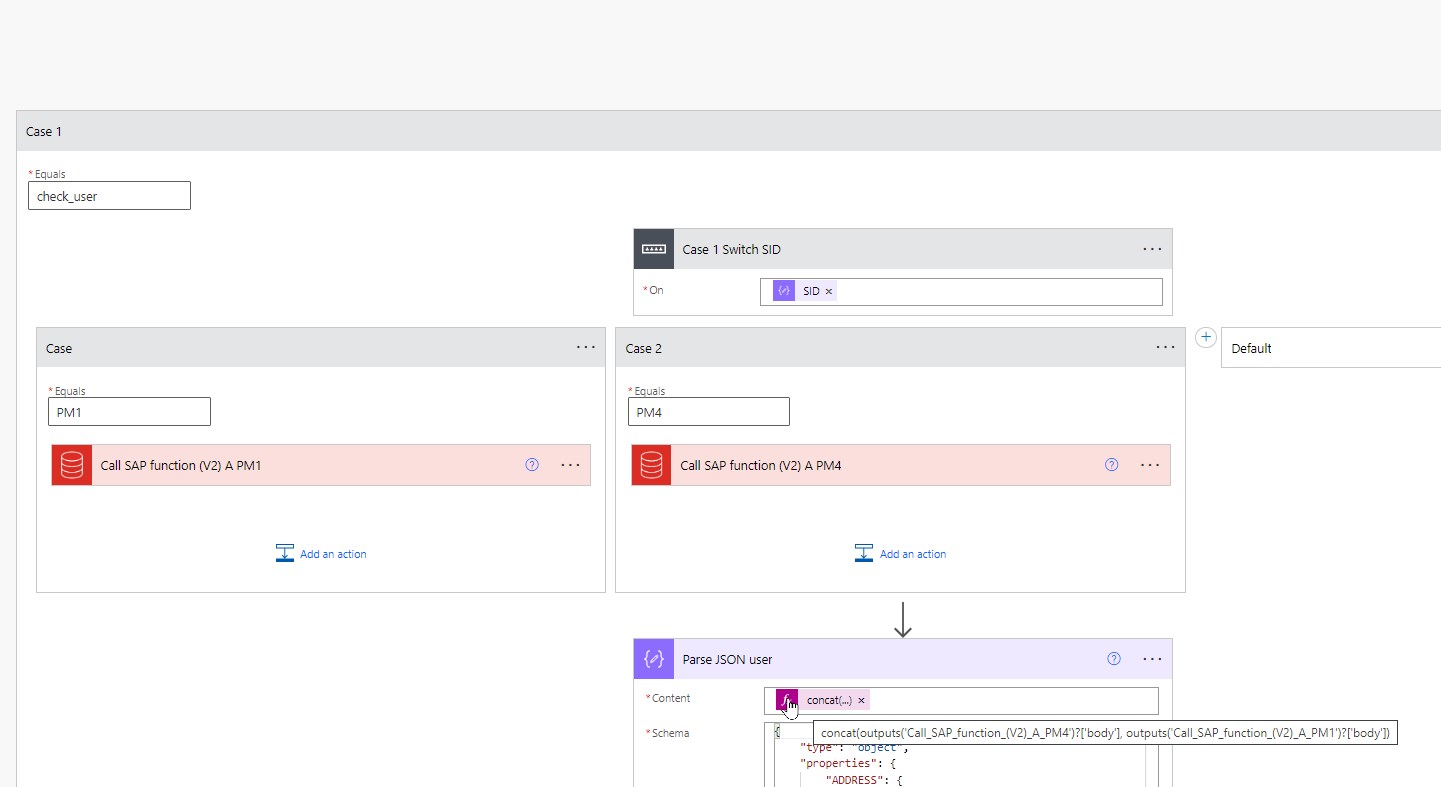 Case 1
* Equals
check_user
Case 1 Switch SID
* On
SID ×
Case
Case 2
Default
* Equals
* Equals
PM1
PM4
Call SAP function (V2) A PM1
Call SAP function (V2) A PM4
Add an action
Add an action
Parse JSON user
* Content
concat(...) ×
* Schema
{
concat(outputs('Call_SAP_function_(V2)_A_PM4')?['body'], outputs('Call_SAP_function_(V2)_A_PM1')?['body'])
"type": "object",
"properties": {
"ADDRESS": {